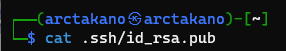 ┌──(arctakano㉿arctakano)-[~]
└─$ cat .ssh/id_rsa.pub